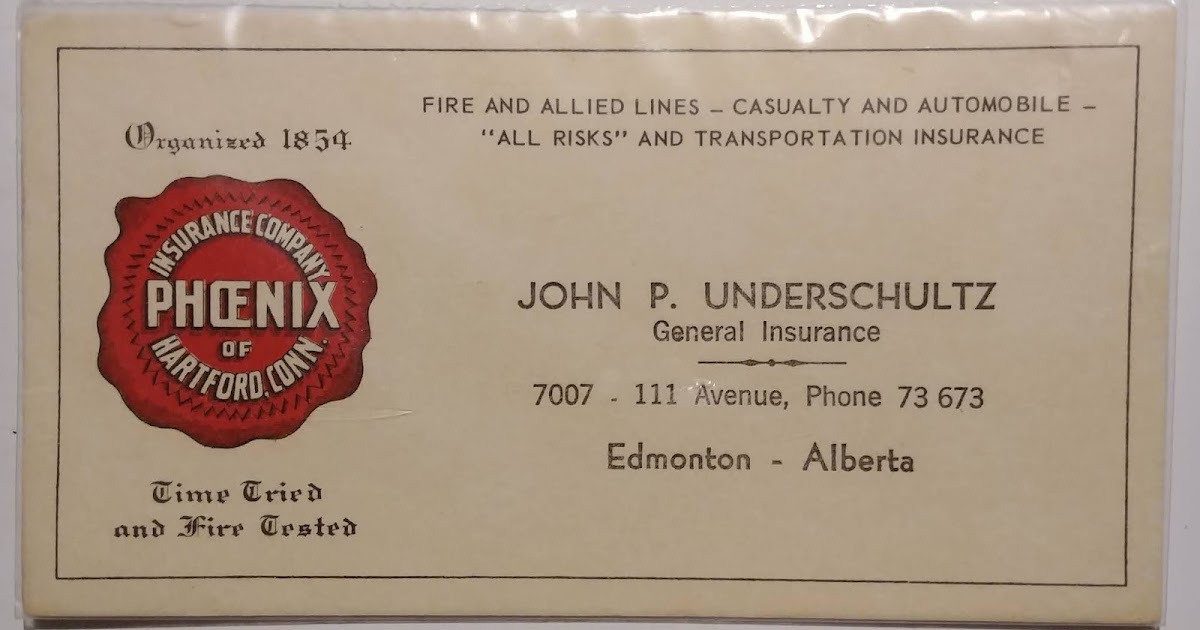 Organized 1854
INSURANCE COMPANY
PHŒNIX
OF
HARTFORD, CONN.
Time Tried
and Fire Tested
FIRE AND ALLIED LINES – CASUALTY AND AUTOMOBILE –
"ALL RISKS" AND TRANSPORTATION INSURANCE
JOHN P. UNDERSCHULTZ
General Insurance
7007 - 111 Avenue, Phone 73 673
Edmonton - Alberta